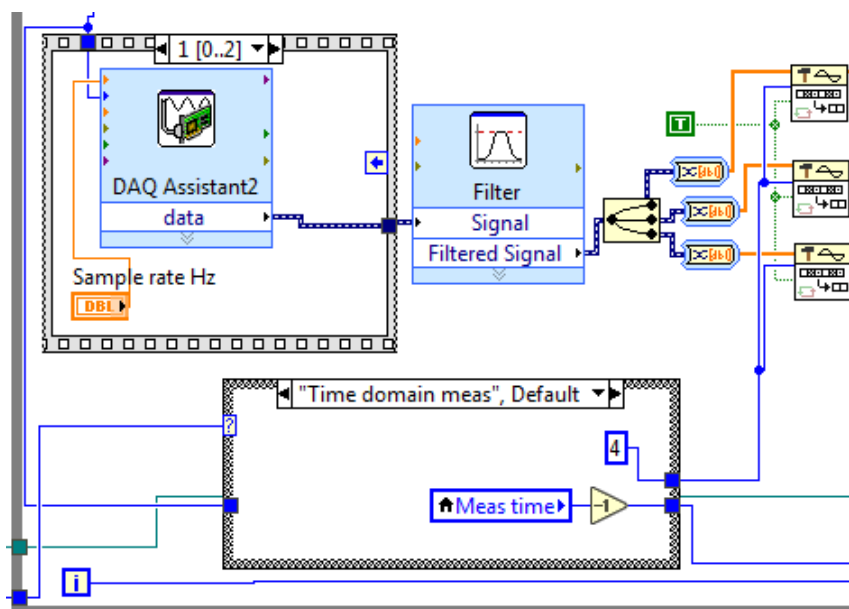 1 [0..2]
DAQ Assistant2
data
Sample rate Hz
DBL
Filter
Signal
Filtered Signal
T
"Time domain meas", Default
?
4
Meas time
-1
i